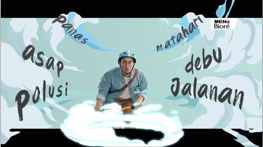 panas
matahari
MEN's
Bioré
asap
polusi
debu
Jalanan